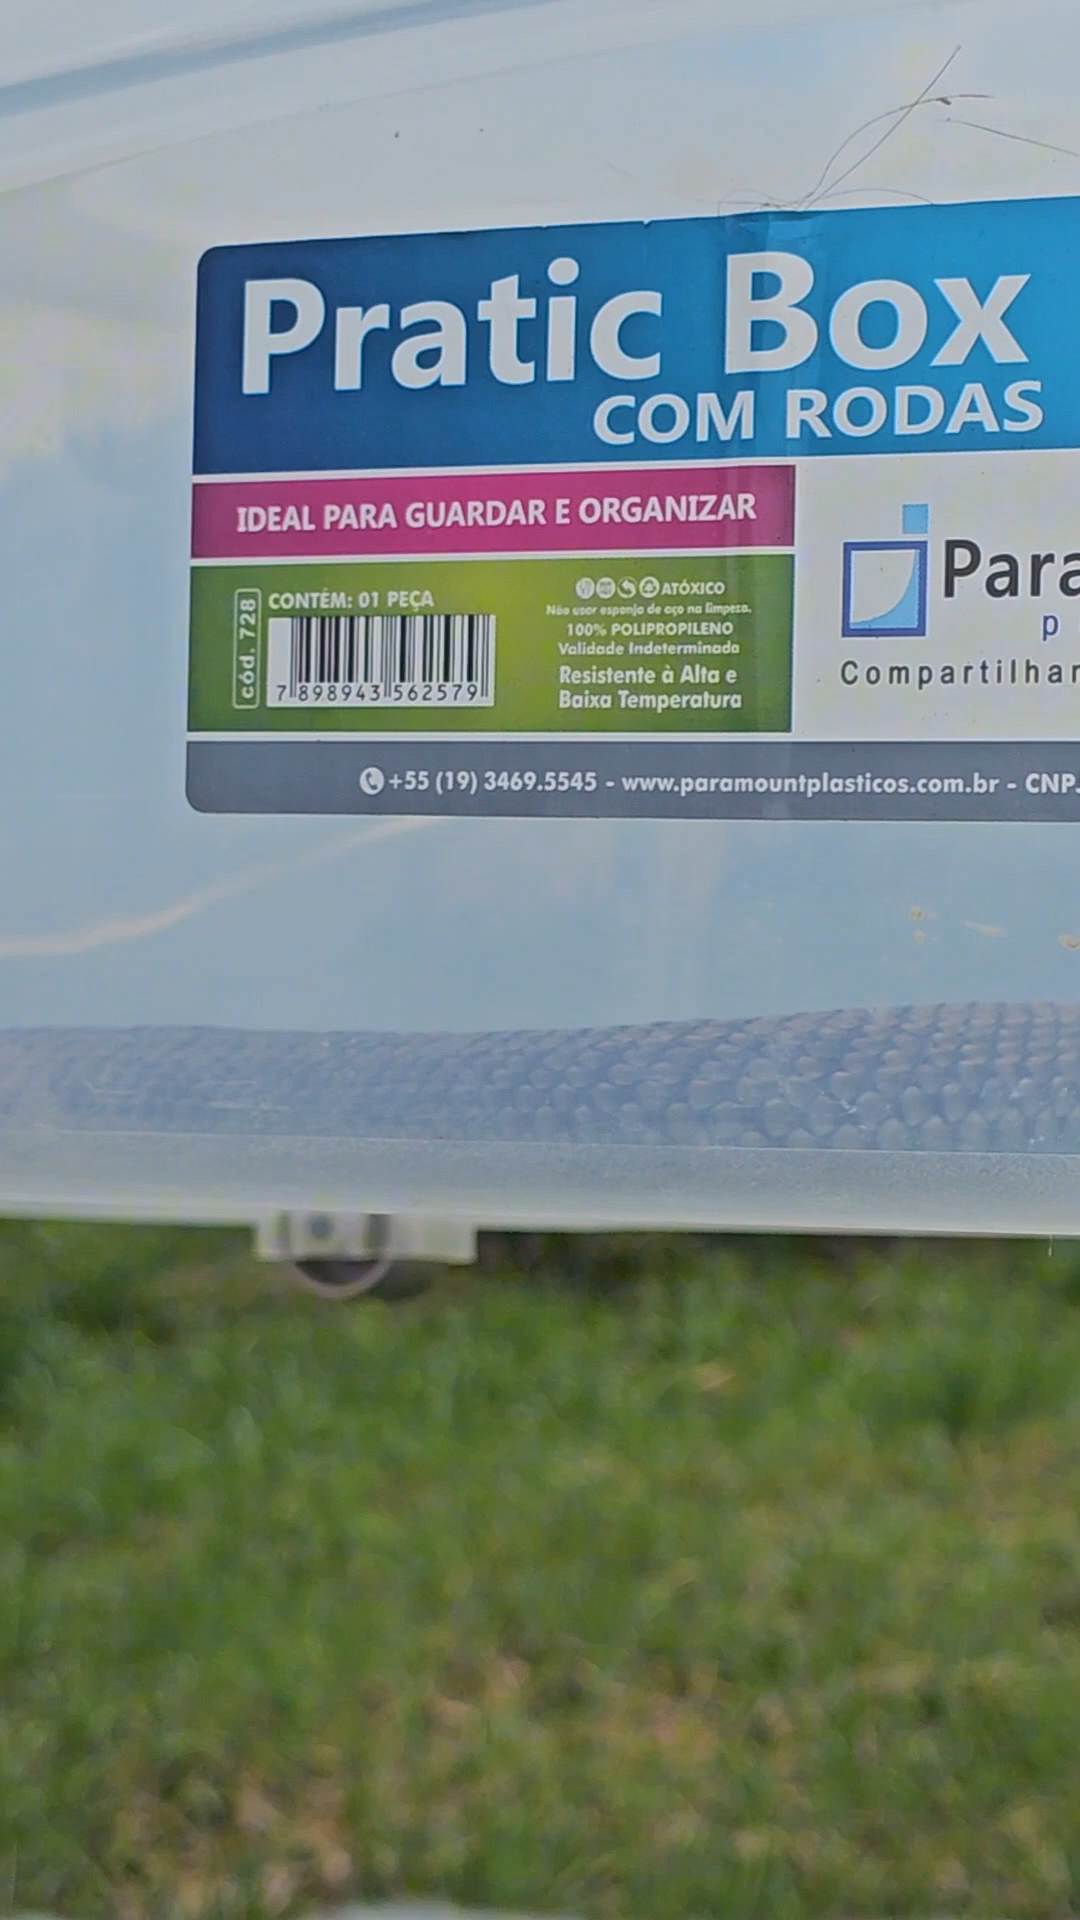 Pratic Box
COM RODAS
IDEAL PARA GUARDAR E ORGANIZAR
cód. 728
CONTÉM: 01 PEÇA
7 898943 562579
ATÓXICO
Não usar esponja de aço na limpeza.
100% POLIPROPILENO
Validade Indeterminada
Resistente à Alta e
Baixa Temperatura
Para
p
Compartilhar
+55 (19) 3469.5545 - www.paramountplasticos.com.br - CNPJ